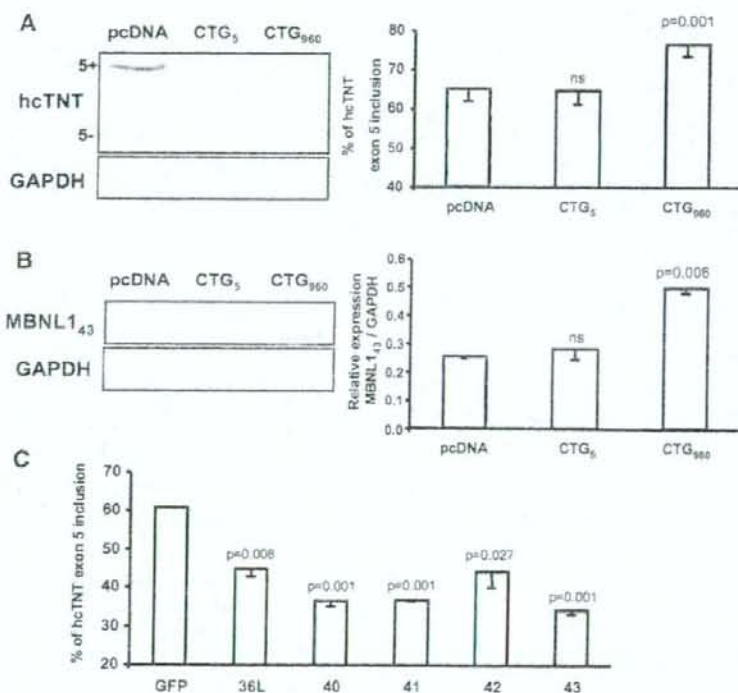 A
pcDNA CTG₅ CTG₉₆₀
hcTNT
5+
5-
GAPDH
% of hcTNT
exon 5 inclusion
80
70
60
50
40
ns
p=0.001
pcDNA CTG₅ CTG₉₆₀
B
pcDNA CTG₅ CTG₉₆₀
MBNL1₄₃
GAPDH
Relative expression
MBNL1₄₃ / GAPDH
0.6
0.5
0.4
0.3
0.2
0.1
0.0
ns
p=0.006
pcDNA CTG₅ CTG₉₆₀
C
% of hcTNT exon 5 inclusion
70
60
50
40
30
20
p=0.008
p=0.001
p=0.001
p=0.027
p=0.001
GFP 36L 40 41 42 43